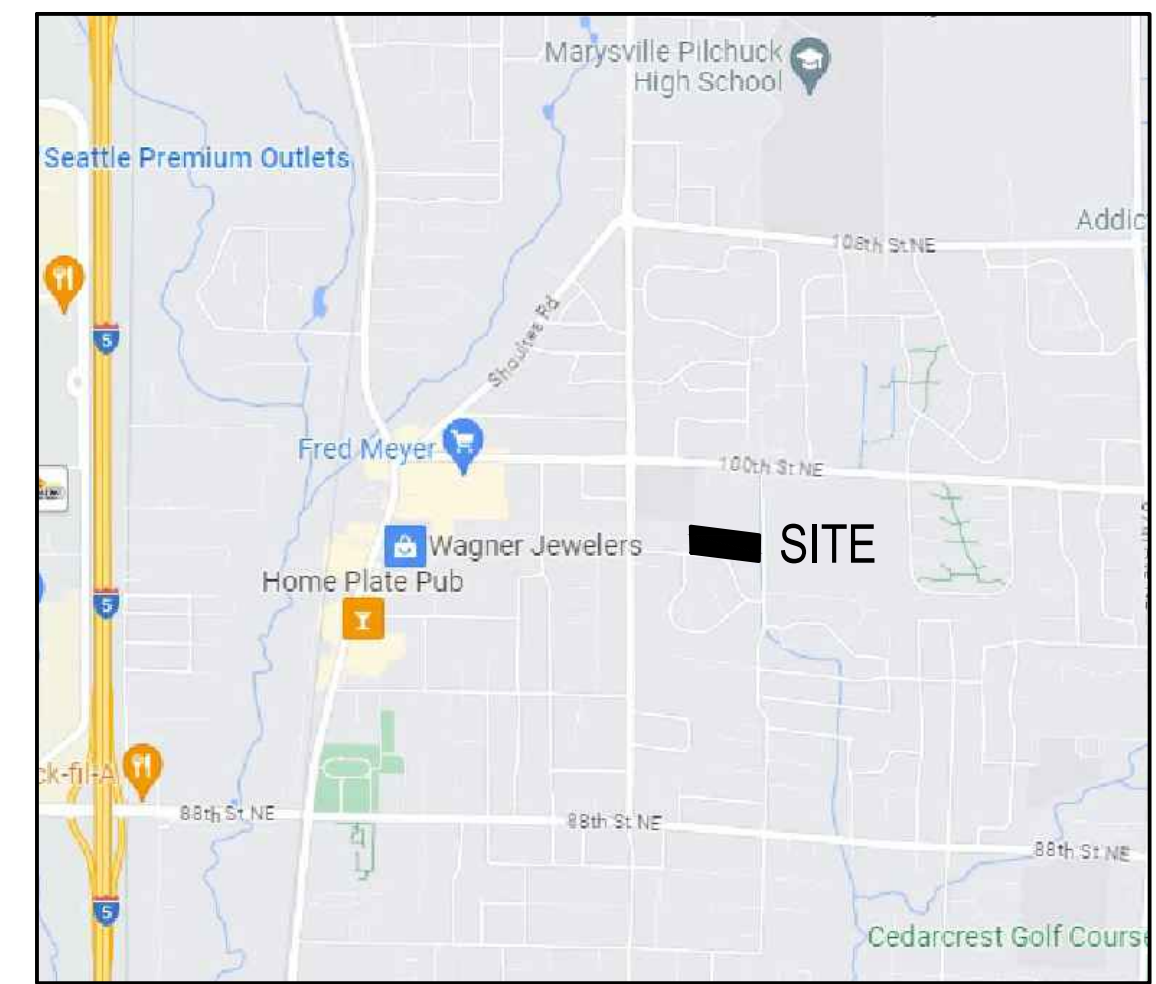 Marysville Pilchuck
High School
Seattle Premium Outlets
Addic
108th St NE
Shoultes Rd
5
Fred Meyer
100th St NE
Wagner Jewelers
SITE
Home Plate Pub
5
ck-fil-A
88th St NE
88th St NE
88th St NE
5
Cedarcrest Golf Course